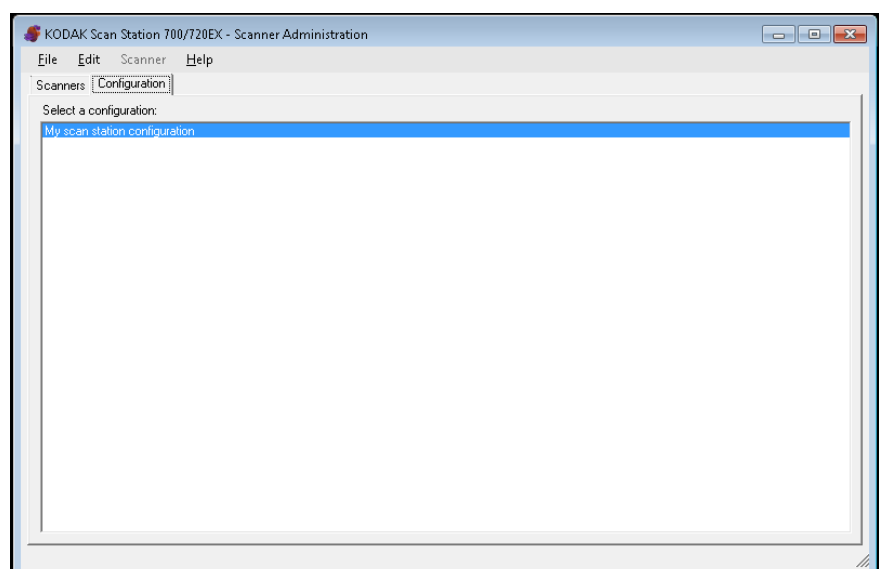 KODAK Scan Station 700/720EX - Scanner Administration
File Edit Scanner Help
Scanners Configuration
Select a configuration:
My scan station configuration